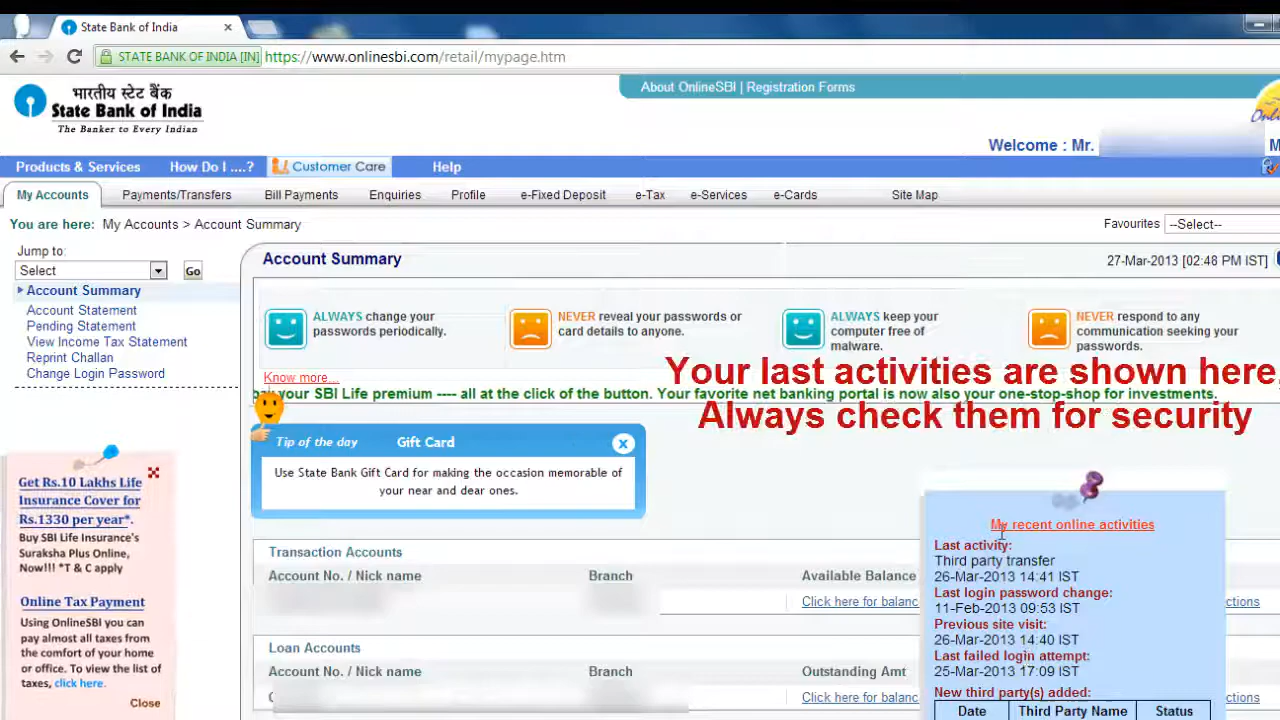 State Bank of India
STATE BANK OF INDIA [IN] https://www.onlinesbi.com/retail/mypage.htm
भारतीय स्टेट बैंक
State Bank of India
The Banker to Every Indian
About OnlineSBI | Registration Forms
Welcome : Mr.
Products & Services How Do I ....? Customer Care Help
My Accounts Payments/Transfers Bill Payments Enquiries Profile e-Fixed Deposit e-Tax e-Services e-Cards Site Map
You are here: My Accounts > Account Summary
Favourites --Select--
Jump to:
Select Go
Account Summary
Account Statement
Pending Statement
View Income Tax Statement
Reprint Challan
Change Login Password
Account Summary
27-Mar-2013 [02:48 PM IST]
ALWAYS change your
passwords periodically.
NEVER reveal your passwords or
card details to anyone.
ALWAYS keep your
computer free of
malware.
NEVER respond to any
communication seeking your
passwords.
Know more...
Your last activities are shown here,
Always check them for security
your SBI Life premium ---- all at the click of the button. Your favorite net banking portal is now also your one-stop-shop for investments.
Tip of the day Gift Card
Use State Bank Gift Card for making the occasion memorable of
your near and dear ones.
Get Rs.10 Lakhs Life
Insurance Cover for
Rs.1330 per year*.
Buy SBI Life Insurance's
Suraksha Plus Online,
Now!!! *T & C apply
Online Tax Payment
Using OnlineSBI you can
pay almost all taxes from
the comfort of your home
or office. To view the list of
taxes, click here.
Close
Transaction Accounts
Account No. / Nick name Branch Available Balance
Click here for balanc
Loan Accounts
Account No. / Nick name Branch Outstanding Amt
Click here for balanc
My recent online activities
Last activity:
Third party transfer
26-Mar-2013 14:41 IST
Last login password change:
11-Feb-2013 09:53 IST
Previous site visit:
26-Mar-2013 14:40 IST
Last failed login attempt:
25-Mar-2013 17:09 IST
New third party(s) added:
Date Third Party Name Status
ctions
ctions